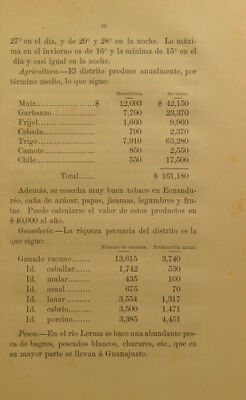 27° en el día, y de 20° y 28° en la noche. La máxi-
ma en el invierno es de 16° y la mínima de 15° en el
día y casi igual en la noche.
Agricultura.—El distrito produce anualmente, por
término medio, lo que sigue:
Hectolitros. Su valor.
Maíz...................... $ 12,093 $ 42,150
Garbanzo.................. 7,790 23,370
Frijol.................... 1,660 9,960
Cebada.................... 790 2,370
Trigo..................... 7,910 63,280
Camote.................... 850 2,550
Chile..................... 550 17,500
Total...... $ 161,180
Además, se cosecha muy buen tabaco en Ecuandu-
réo, caña de azúcar, papas, jícamas, legumbres y fru-
tas. Puede calcularse el valor de estos productos en
$ 40,000 al año.
Ganadería.—La riqueza pecuaria del distrito es la
que sigue:
Número de cabezas. Producción anual.
Ganado vacuno....... 13,615 3,740
Id. caballar...... 1,742 530
Id. mular......... 435 100
Id. asnal......... 675 70
Id. lanar......... 3,554 1,317
Id. cabrío........ 3,500 1,471
Id. porcino....... 3,385 4,451
Pesca.—En el río Lerma se hace una abundante pes-
ca de bagres, pescados blancos, charares, etc., que en
su mayor parte se llevan á Guanajuato.